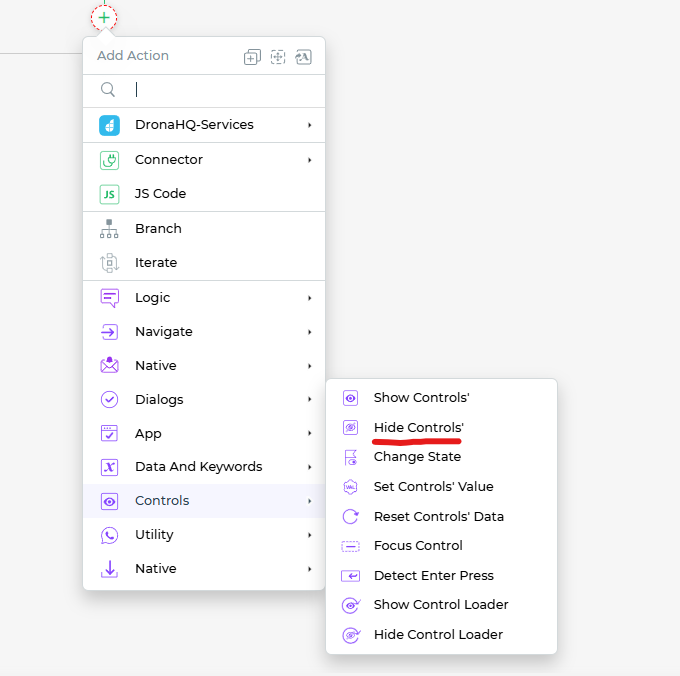 Add Action
DronaHQ-Services
Connector
JS
JS Code
Branch
Iterate
Logic
Navigate
Native
Dialogs
App
Data And Keywords
Controls
Utility
Native
Show Controls'
Hide Controls'
Change State
VAL
Set Controls' Value
Reset Controls' Data
Focus Control
Detect Enter Press
Show Control Loader
Hide Control Loader